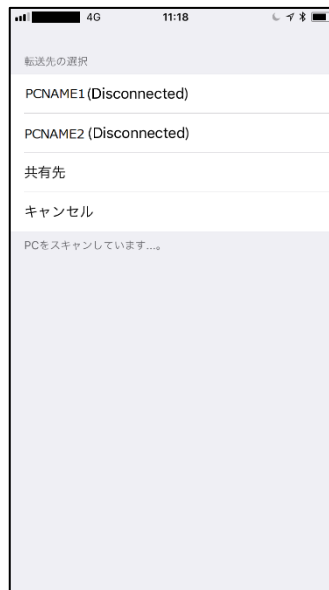 4G 11:18
転送先の選択
PCNAME1(Disconnected)
PCNAME2 (Disconnected)
共有先
キャンセル
PCをスキャンしています...。